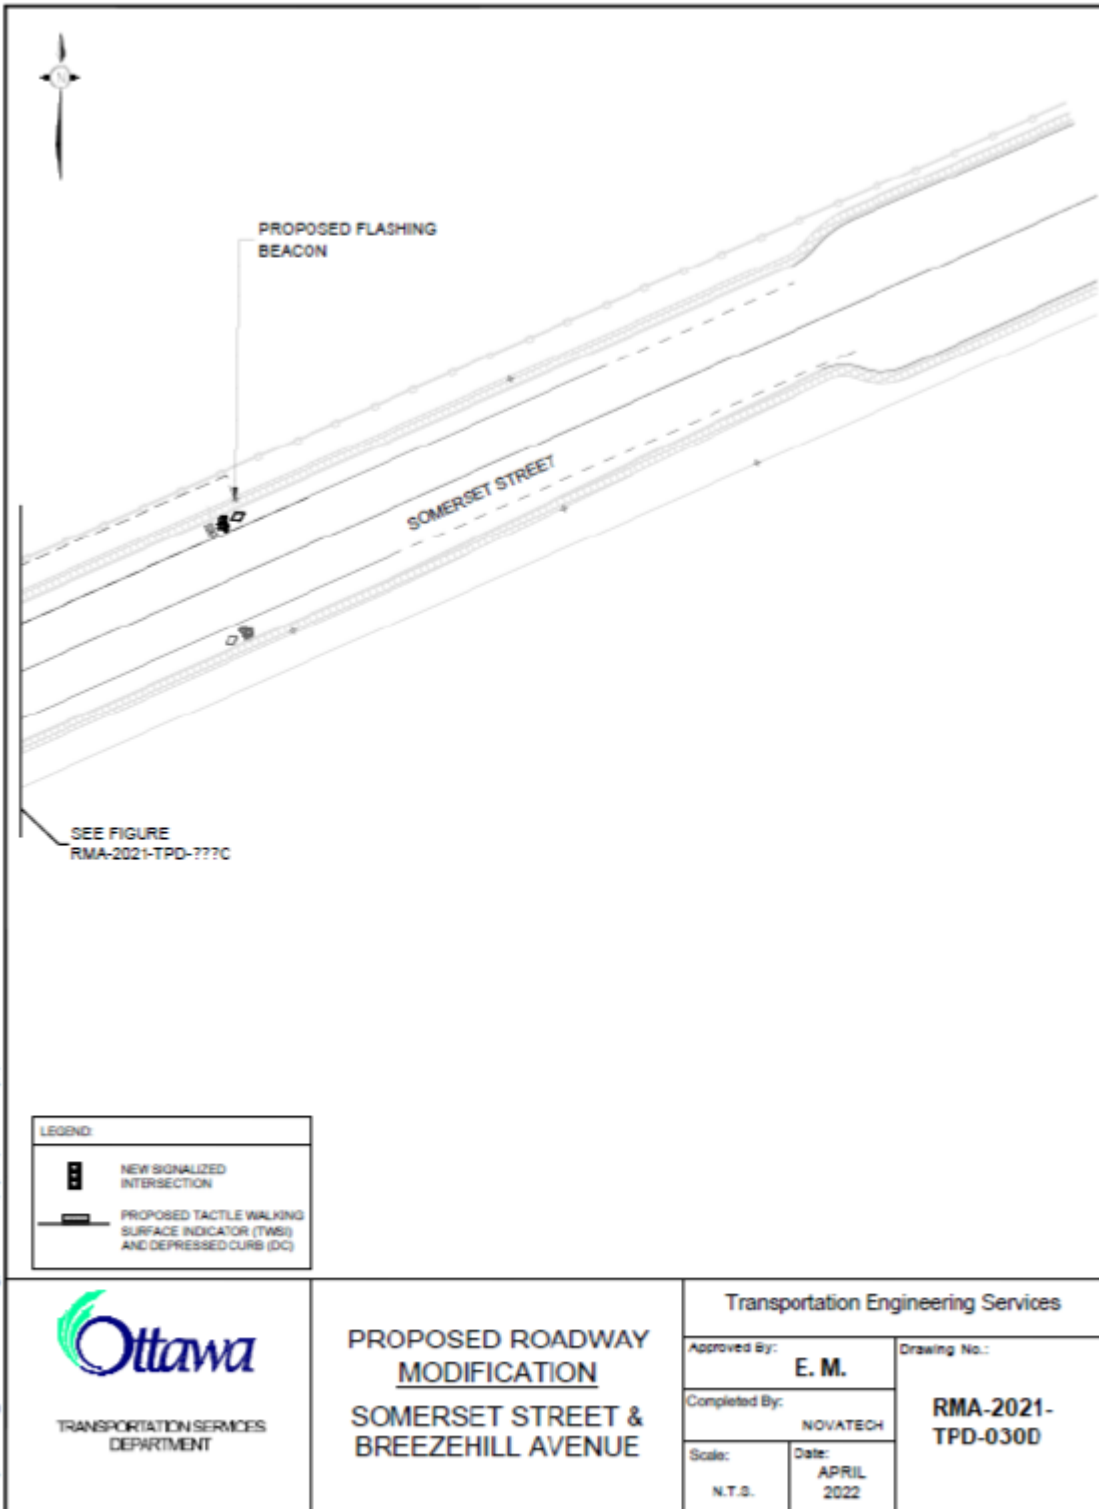 N
PROPOSED FLASHING
BEACON
SOMERSET STREET
SEE FIGURE
RMA-2021-TPD-???C
LEGEND:
NEW SIGNALIZED
INTERSECTION
PROPOSED TACTILE WALKING
SURFACE INDICATOR (TWSI)
AND DEPRESSED CURB (DC)
Ottawa
TRANSPORTATION SERVICES
DEPARTMENT
PROPOSED ROADWAY
MODIFICATION
SOMERSET STREET &
BREEZEHILL AVENUE
Transportation Engineering Services
Approved By:
E. M.
Completed By:
NOVATECH
Scale:
N.T.S.
Date:
APRIL
2022
Drawing No.:
RMA-2021-
TPD-030D